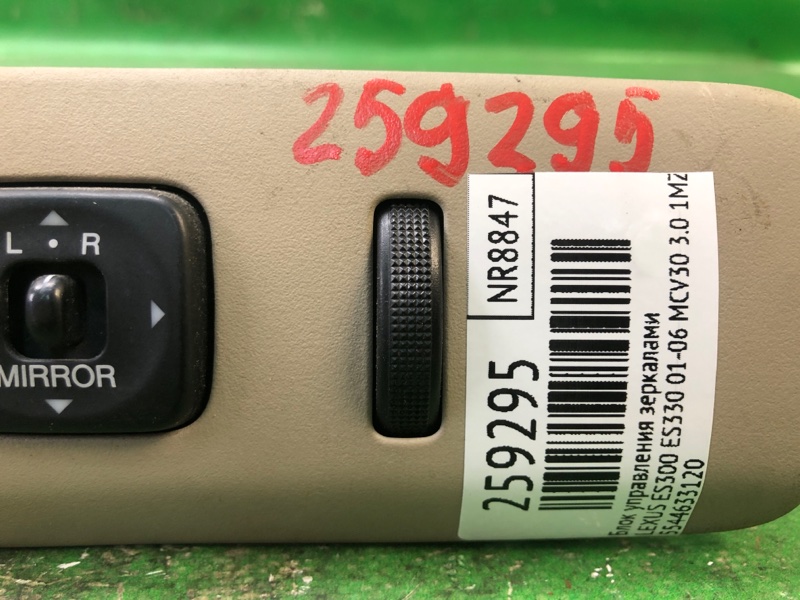 259295
L • R
MIRROR
NR8847
259295
Блок управления зеркалами
LEXUS ES300 ES330 01-06 MCV30 3.0 1MZ
5544633120